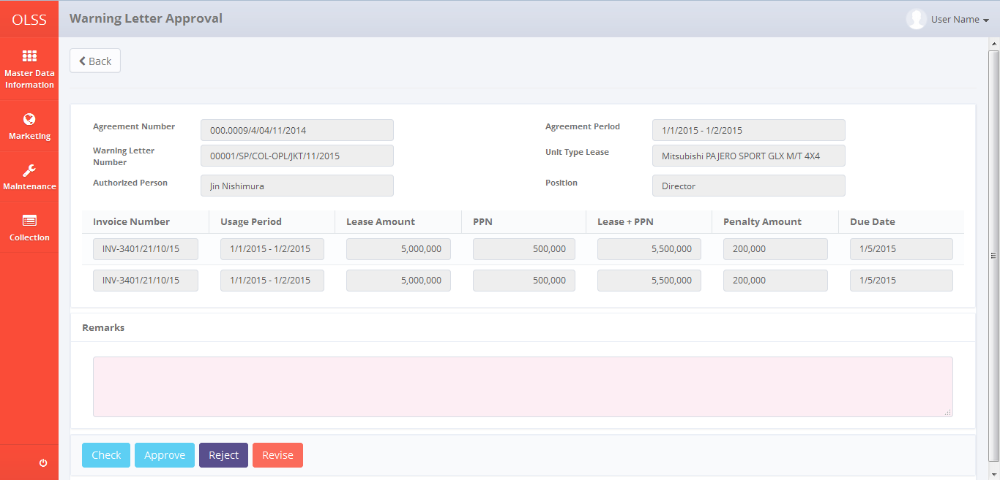 OLSS
Warning Letter Approval
User Name
Back
Master Data
Information
Marketing
Maintenance
Collection
Agreement Number
000.0009/4/04/11/2014
Agreement Period
1/1/2015 - 1/2/2015
Warning Letter
Number
00001/SP/COL-OPL/JKT/11/2015
Unit Type Lease
Mitsubishi PAJERO SPORT GLX M/T 4X4
Authorized Person
Jin Nishimura
Position
Director
Invoice Number Usage Period Lease Amount PPN Lease + PPN Penalty Amount Due Date
INV-3401/21/10/15 1/1/2015 - 1/2/2015 5,000,000 500,000 5,500,000 200,000 1/5/2015
INV-3401/21/10/15 1/1/2015 - 1/2/2015 5,000,000 500,000 5,500,000 200,000 1/5/2015
Remarks
Check Approve Reject Revise